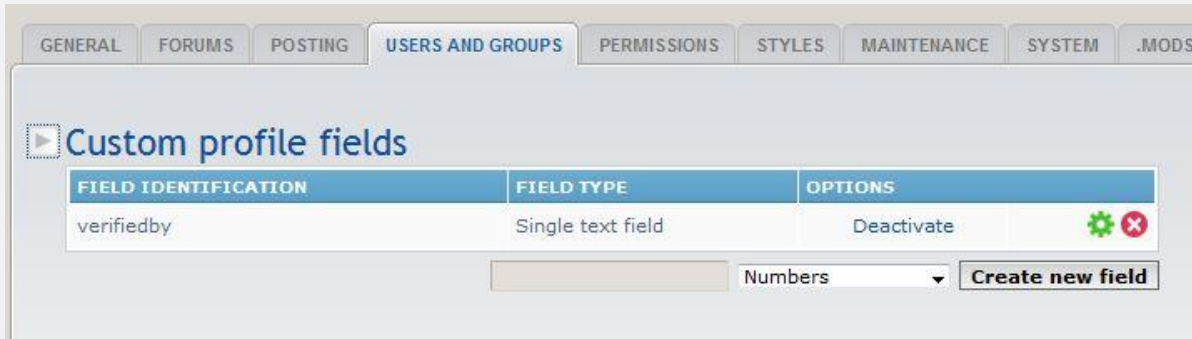 GENERAL FORUMS POSTING USERS AND GROUPS PERMISSIONS STYLES MAINTENANCE SYSTEM .MODS
Custom profile fields
FIELD IDENTIFICATION FIELD TYPE OPTIONS
verifiedby Single text field Deactivate
Numbers Create new field